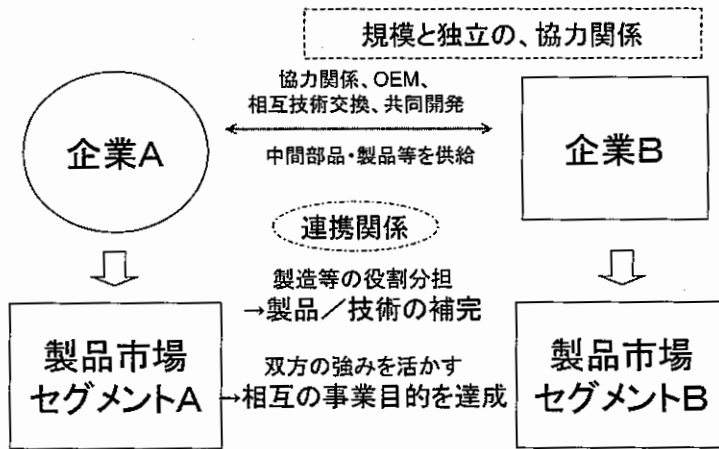 規模と独立の、協力関係
協力関係、OEM、
相互技術交換、共同開発
企業A
企業B
中間部品・製品等を供給
連携関係
製造等の役割分担
→製品／技術の補完
製品市場
セグメントA
双方の強みを活かす
→相互の事業目的を達成
製品市場
セグメントB